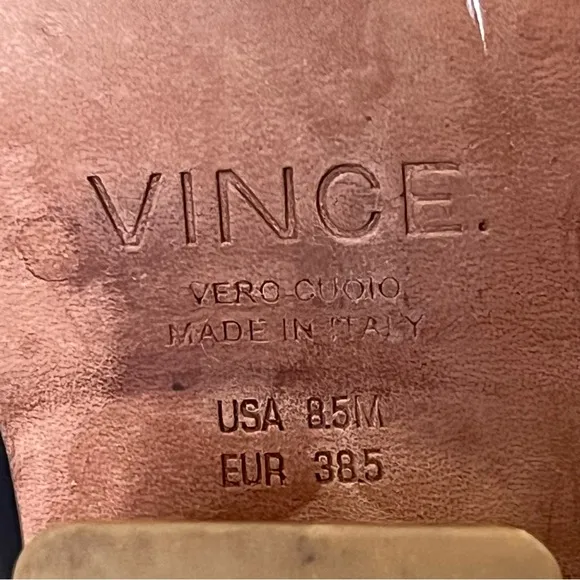 VINCE.
VERO CUOIO
MADE IN ITALY
USA 8.5M
EUR 38.5